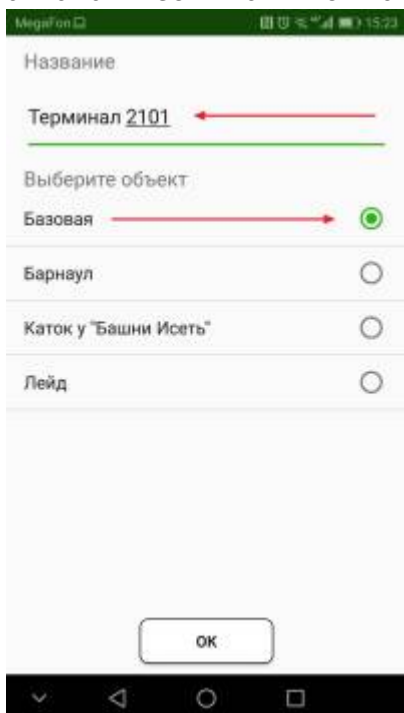 MegaFon 15:23
Название
Терминал 2101
Выберите объект
Базовая
Барнаул
Каток у "Башни Исеть"
Лейд
ОК